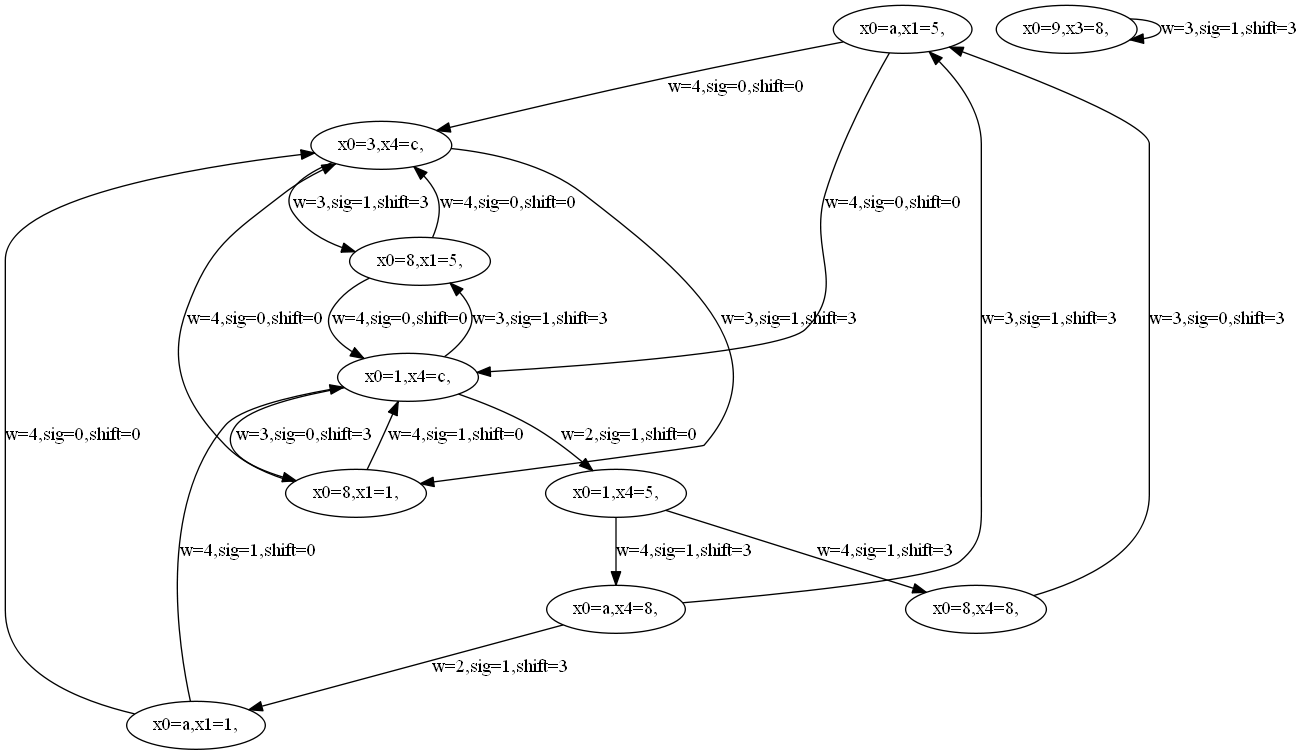 x0=a,x1=5,
x0=9,x3=8,
w=3,sig=1,shift=3
w=4,sig=0,shift=0
x0=3,x4=c,
w=3,sig=1,shift=3
w=4,sig=0,shift=0
w=4,sig=0,shift=0
x0=8,x1=5,
w=4,sig=0,shift=0
w=4,sig=0,shift=0
w=3,sig=1,shift=3
w=3,sig=1,shift=3
w=3,sig=1,shift=3
w=3,sig=0,shift=3
x0=1,x4=c,
w=4,sig=0,shift=0
w=3,sig=0,shift=3
w=4,sig=1,shift=0
w=2,sig=1,shift=0
x0=8,x1=1,
x0=1,x4=5,
w=4,sig=1,shift=0
w=4,sig=1,shift=3
w=4,sig=1,shift=3
x0=a,x4=8,
x0=8,x4=8,
w=2,sig=1,shift=3
x0=a,x1=1,